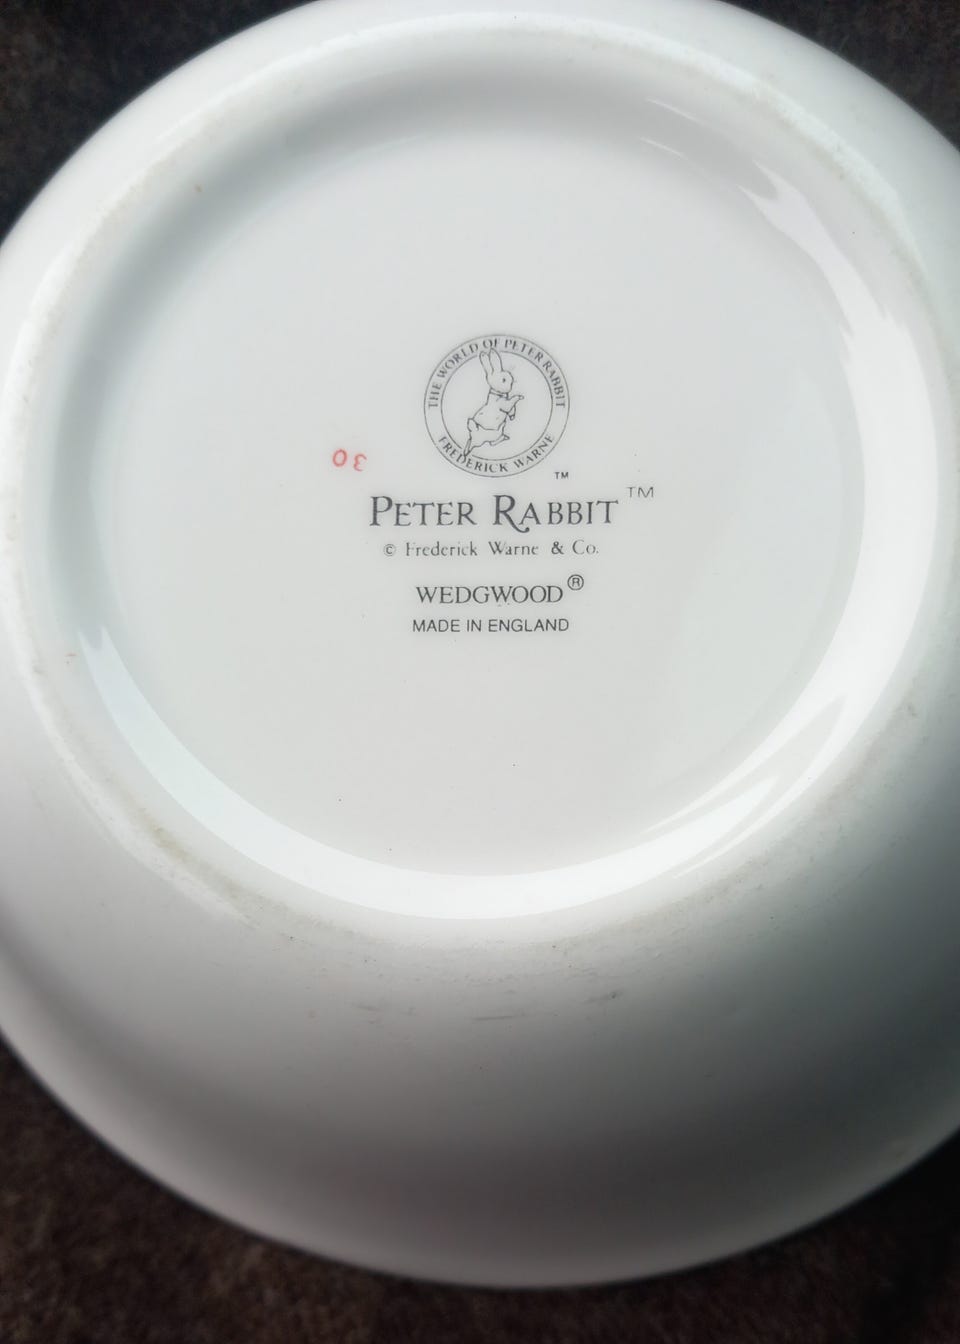 THE WORLD OF PETER RABBIT
FREDERICK WARNE
TM
PETER RABBIT TM
© Frederick Warne & Co.
WEDGWOOD®
MADE IN ENGLAND
30